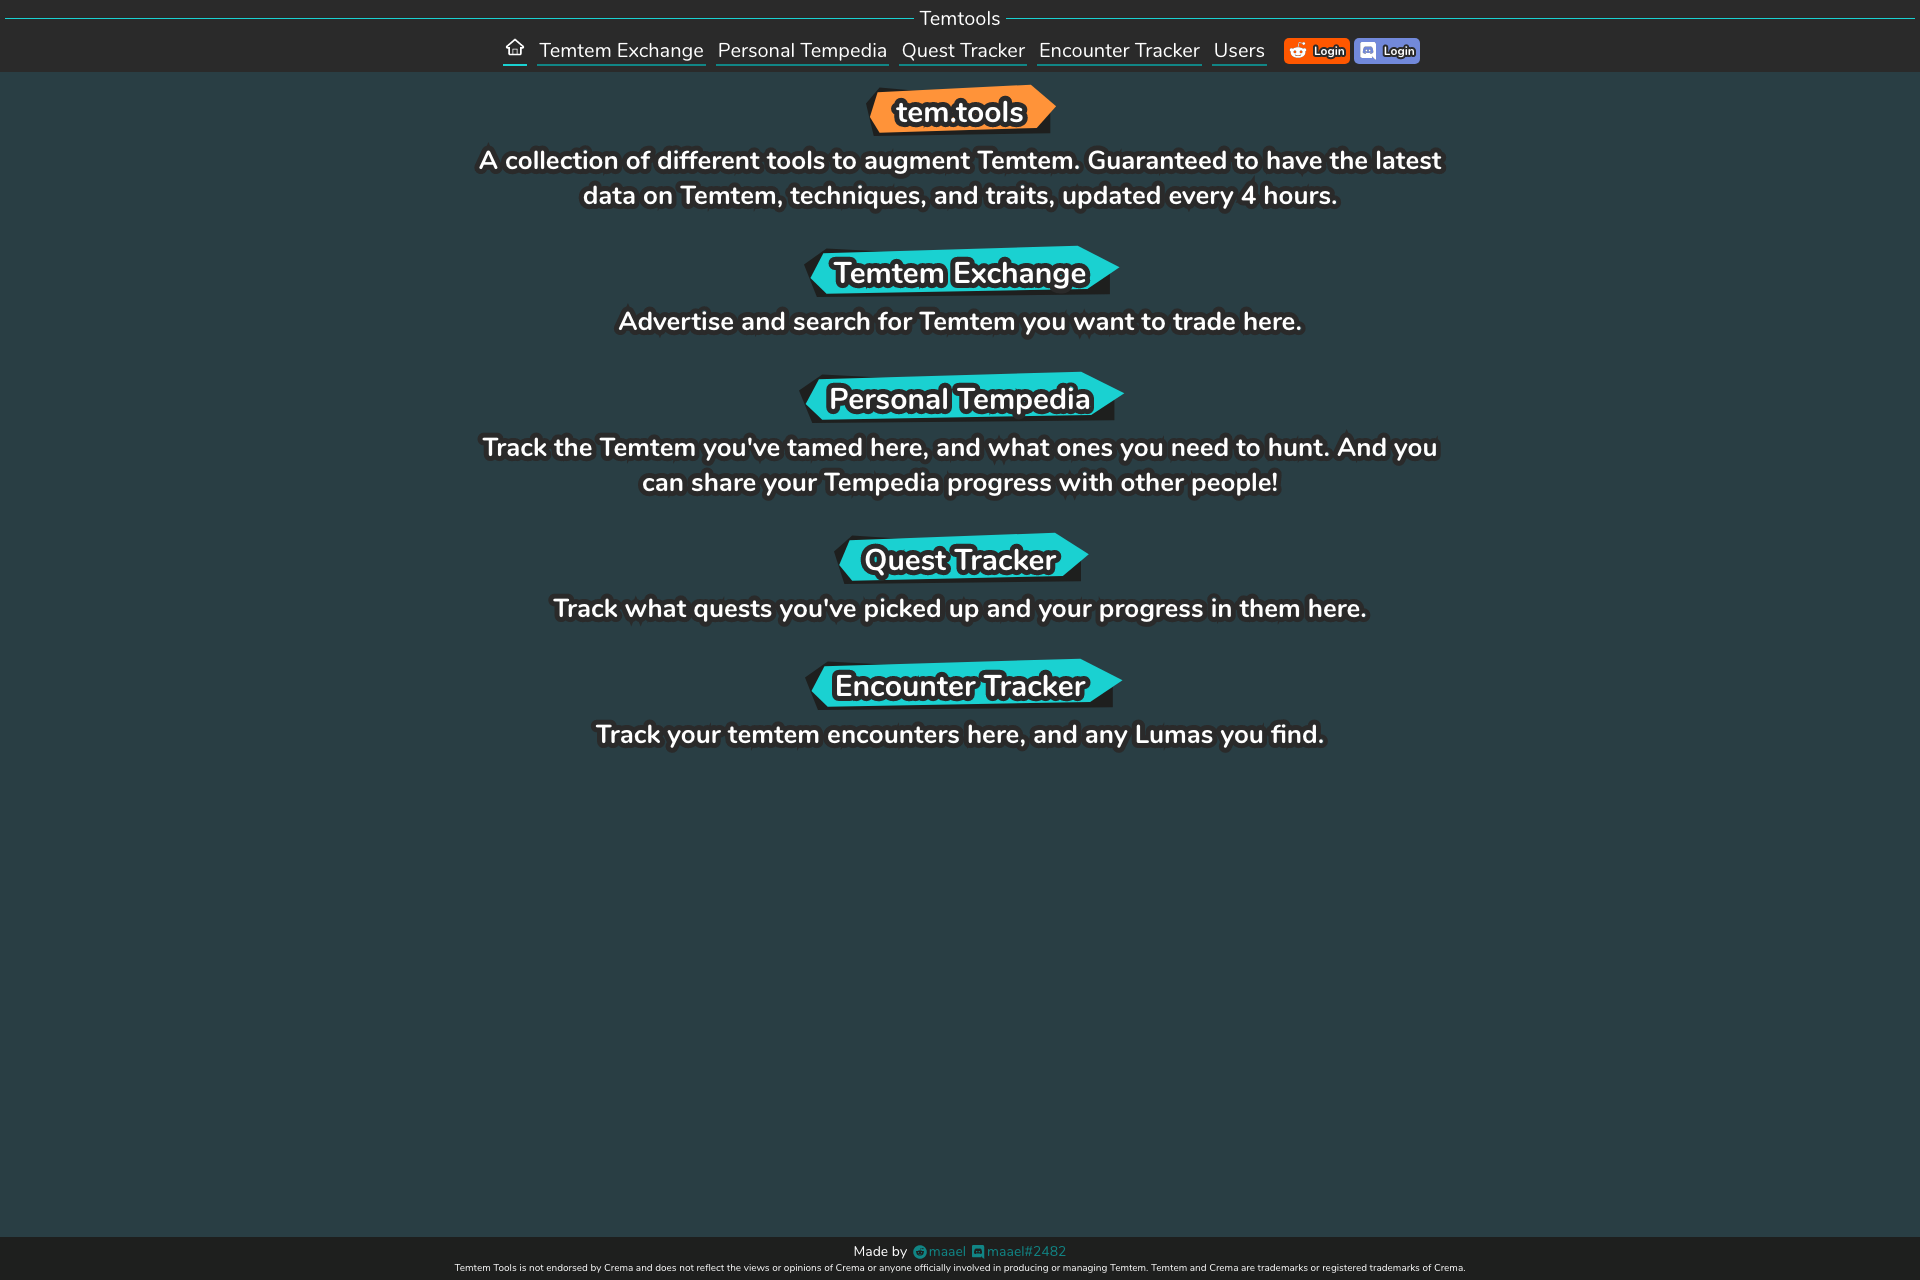 Temtools
Temtem Exchange Personal Tempedia Quest Tracker Encounter Tracker Users Login Login
tem.tools
A collection of different tools to augment Temtem. Guaranteed to have the latest
data on Temtem, techniques, and traits, updated every 4 hours.
Temtem Exchange
Advertise and search for Temtem you want to trade here.
Personal Tempedia
Track the Temtem you've tamed here, and what ones you need to hunt. And you
can share your Tempedia progress with other people!
Quest Tracker
Track what quests you've picked up and your progress in them here.
Encounter Tracker
Track your temtem encounters here, and any Lumas you find.
Made by maael maael#2482
Temtem Tools is not endorsed by Crema and does not reflect the views or opinions of Crema or anyone officially involved in producing or managing Temtem. Temtem and Crema are trademarks or registered trademarks of Crema.